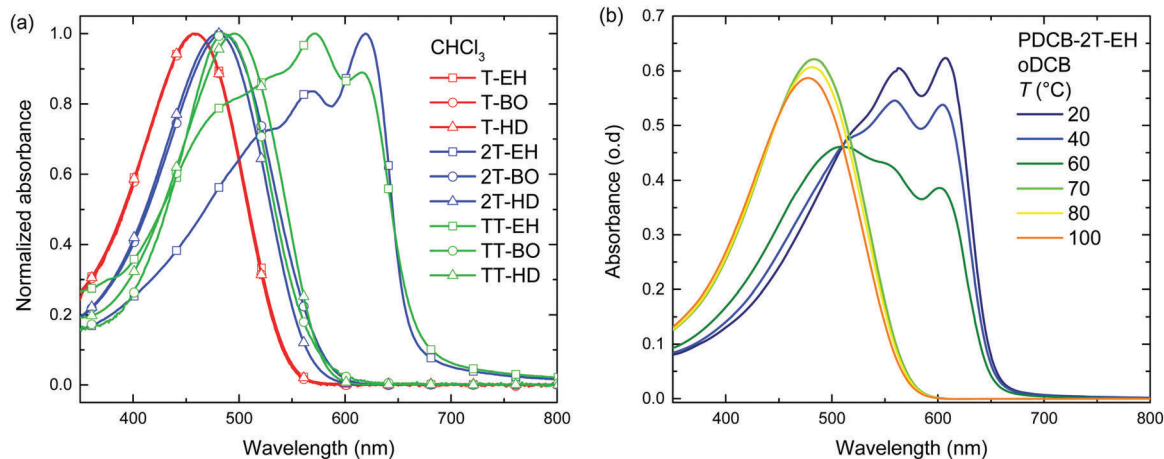 (a)
CHCl₃
T-EH
T-BO
T-HD
2T-EH
2T-BO
2T-HD
TT-EH
TT-BO
TT-HD
Normalized absorbance
1.0
0.8
0.6
0.4
0.2
0.0
400 500 600 700 800
Wavelength (nm)
(b)
PDCB-2T-EH
oDCB
T (°C)
20
40
60
70
80
100
Absorbance (o.d)
0.7
0.6
0.5
0.4
0.3
0.2
0.1
0.0
400 500 600 700 800
Wavelength (nm)